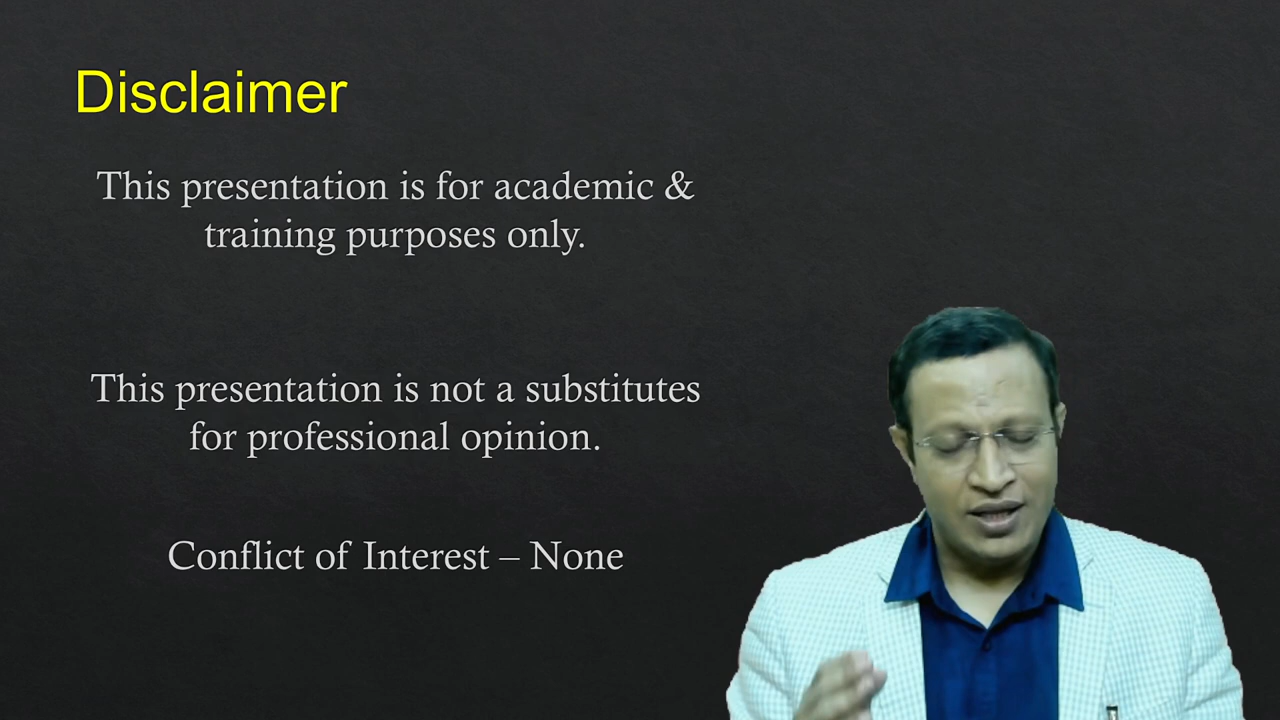 Disclaimer
This presentation is for academic &
training purposes only.
This presentation is not a substitutes
for professional opinion.
Conflict of Interest – None